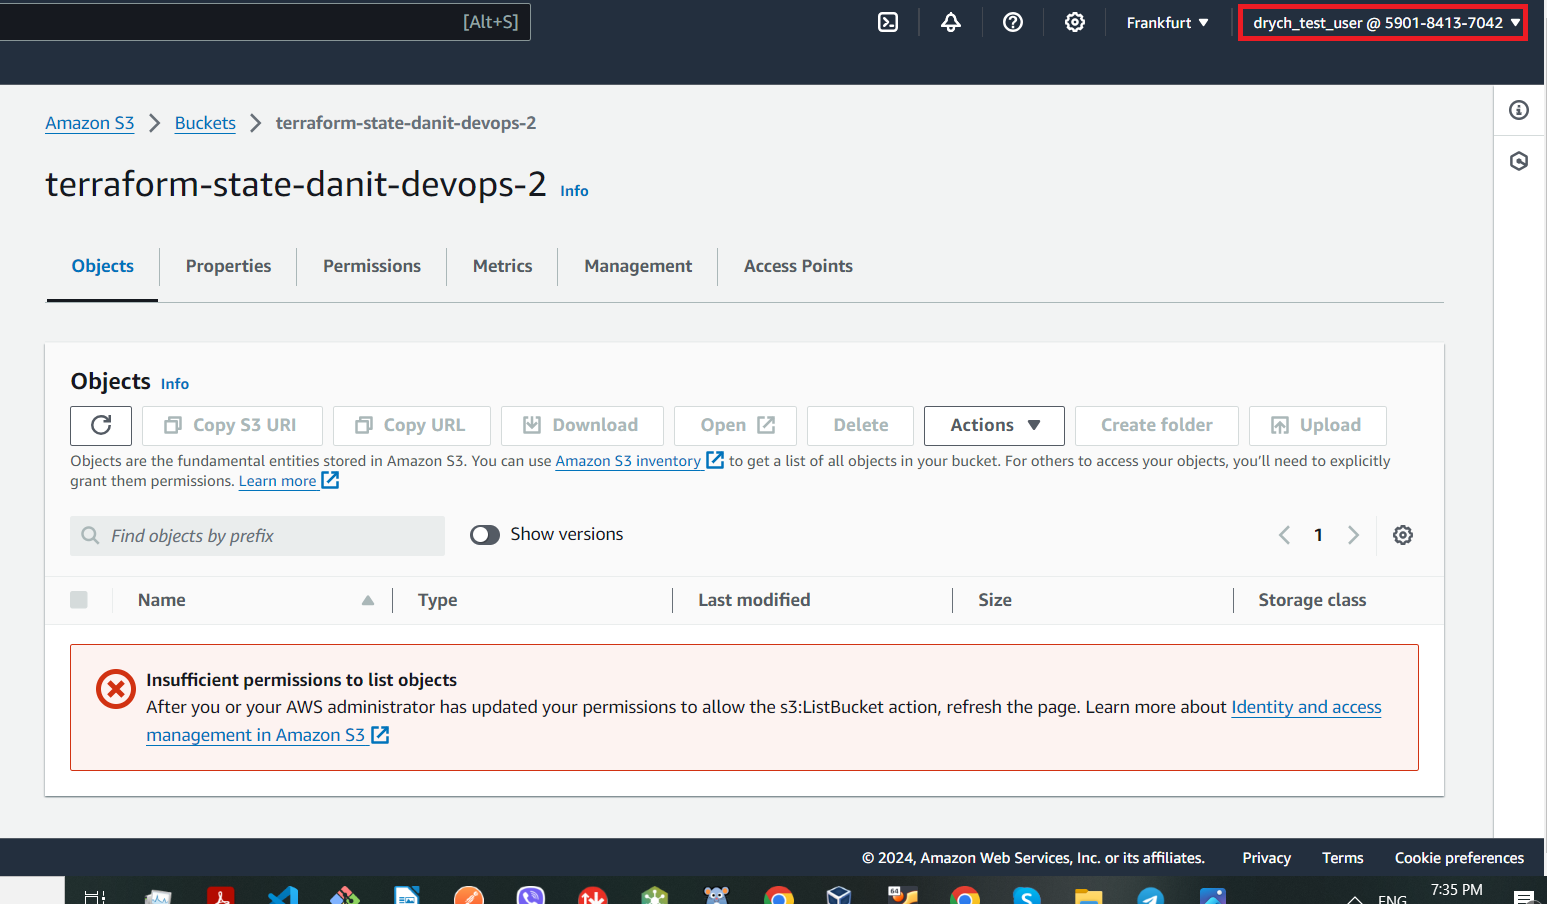 [Alt+S]
Frankfurt ▼
drych_test_user @ 5901-8413-7042 ▼
Amazon S3 > Buckets > terraform-state-danit-devops-2
terraform-state-danit-devops-2 Info
Objects Properties Permissions Metrics Management Access Points
Objects Info
Copy S3 URI Copy URL Download Open Delete Actions ▼ Create folder Upload
Objects are the fundamental entities stored in Amazon S3. You can use Amazon S3 inventory to get a list of all objects in your bucket. For others to access your objects, you'll need to explicitly
grant them permissions. Learn more
Find objects by prefix
Show versions
1
Name Type Last modified Size Storage class
Insufficient permissions to list objects
After you or your AWS administrator has updated your permissions to allow the s3:ListBucket action, refresh the page. Learn more about Identity and access
management in Amazon S3
© 2024, Amazon Web Services, Inc. or its affiliates. Privacy Terms Cookie preferences
64
ENG
7:35 PM